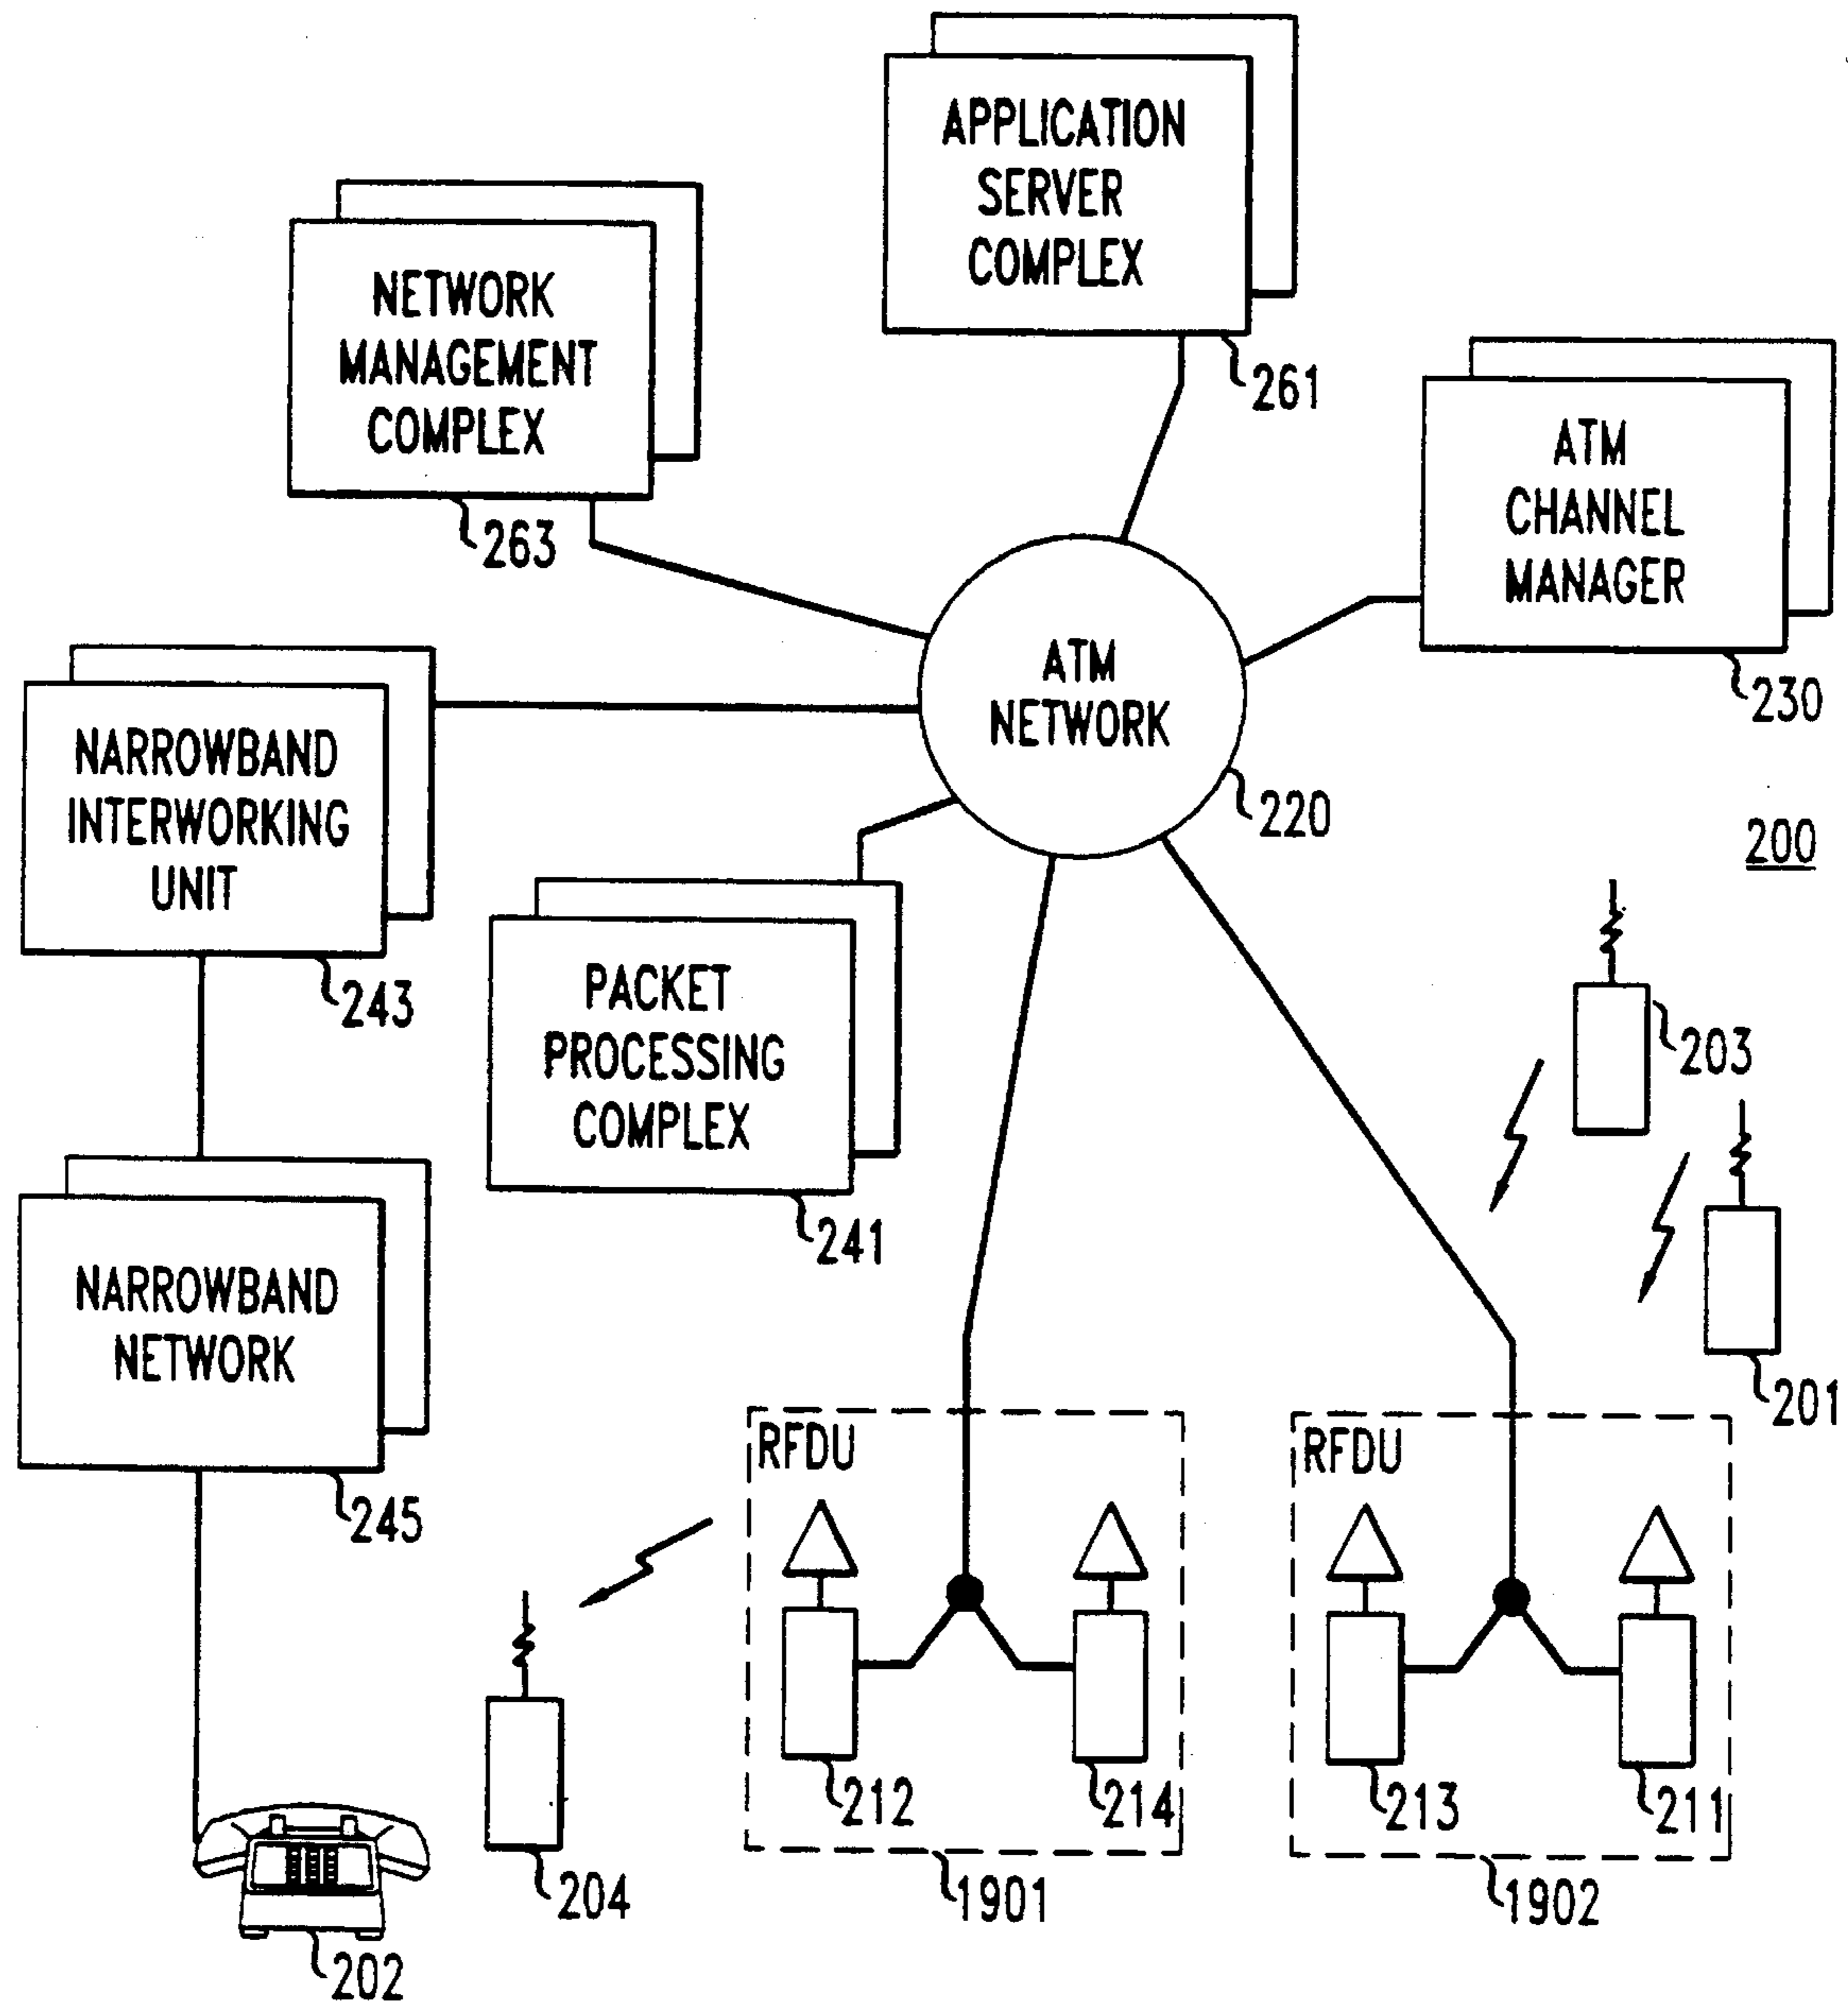 APPLICATION
SERVER
COMPLEX
261
NETWORK
MANAGEMENT
COMPLEX
263
ATM
CHANNEL
MANAGER
230
ATM
NETWORK
220
200
NARROWBAND
INTERWORKING
UNIT
243
PACKET
PROCESSING
COMPLEX
241
203
201
NARROWBAND
NETWORK
245
RFDU
212
214
1901
RFDU
213
211
1902
204
202